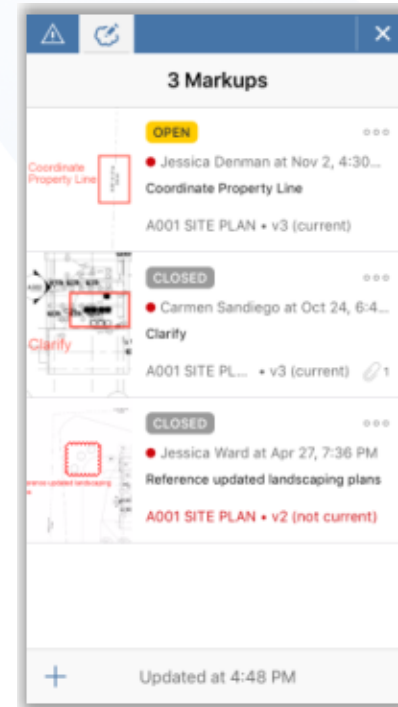 3 Markups
OPEN
Jessica Denman at Nov 2, 4:30...
Coordinate Property Line
A001 SITE PLAN • v3 (current)
Coordinate
Property Line
CLOSED
Carmen Sandiego at Oct 24, 6:4...
Clarify
A001 SITE PL... • v3 (current) 1
Clarify
CLOSED
Jessica Ward at Apr 27, 7:36 PM
Reference updated landscaping plans
A001 SITE PLAN • v2 (not current)
updated landscaping
Updated at 4:48 PM